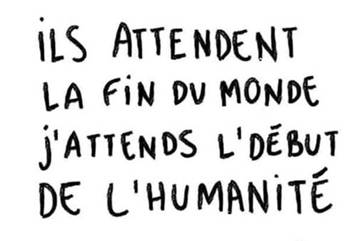 iLS ATTENDENT
LA FiN DU MONDE
J'ATTENDS L'DÉBUT
DE L'HUMANITÉ